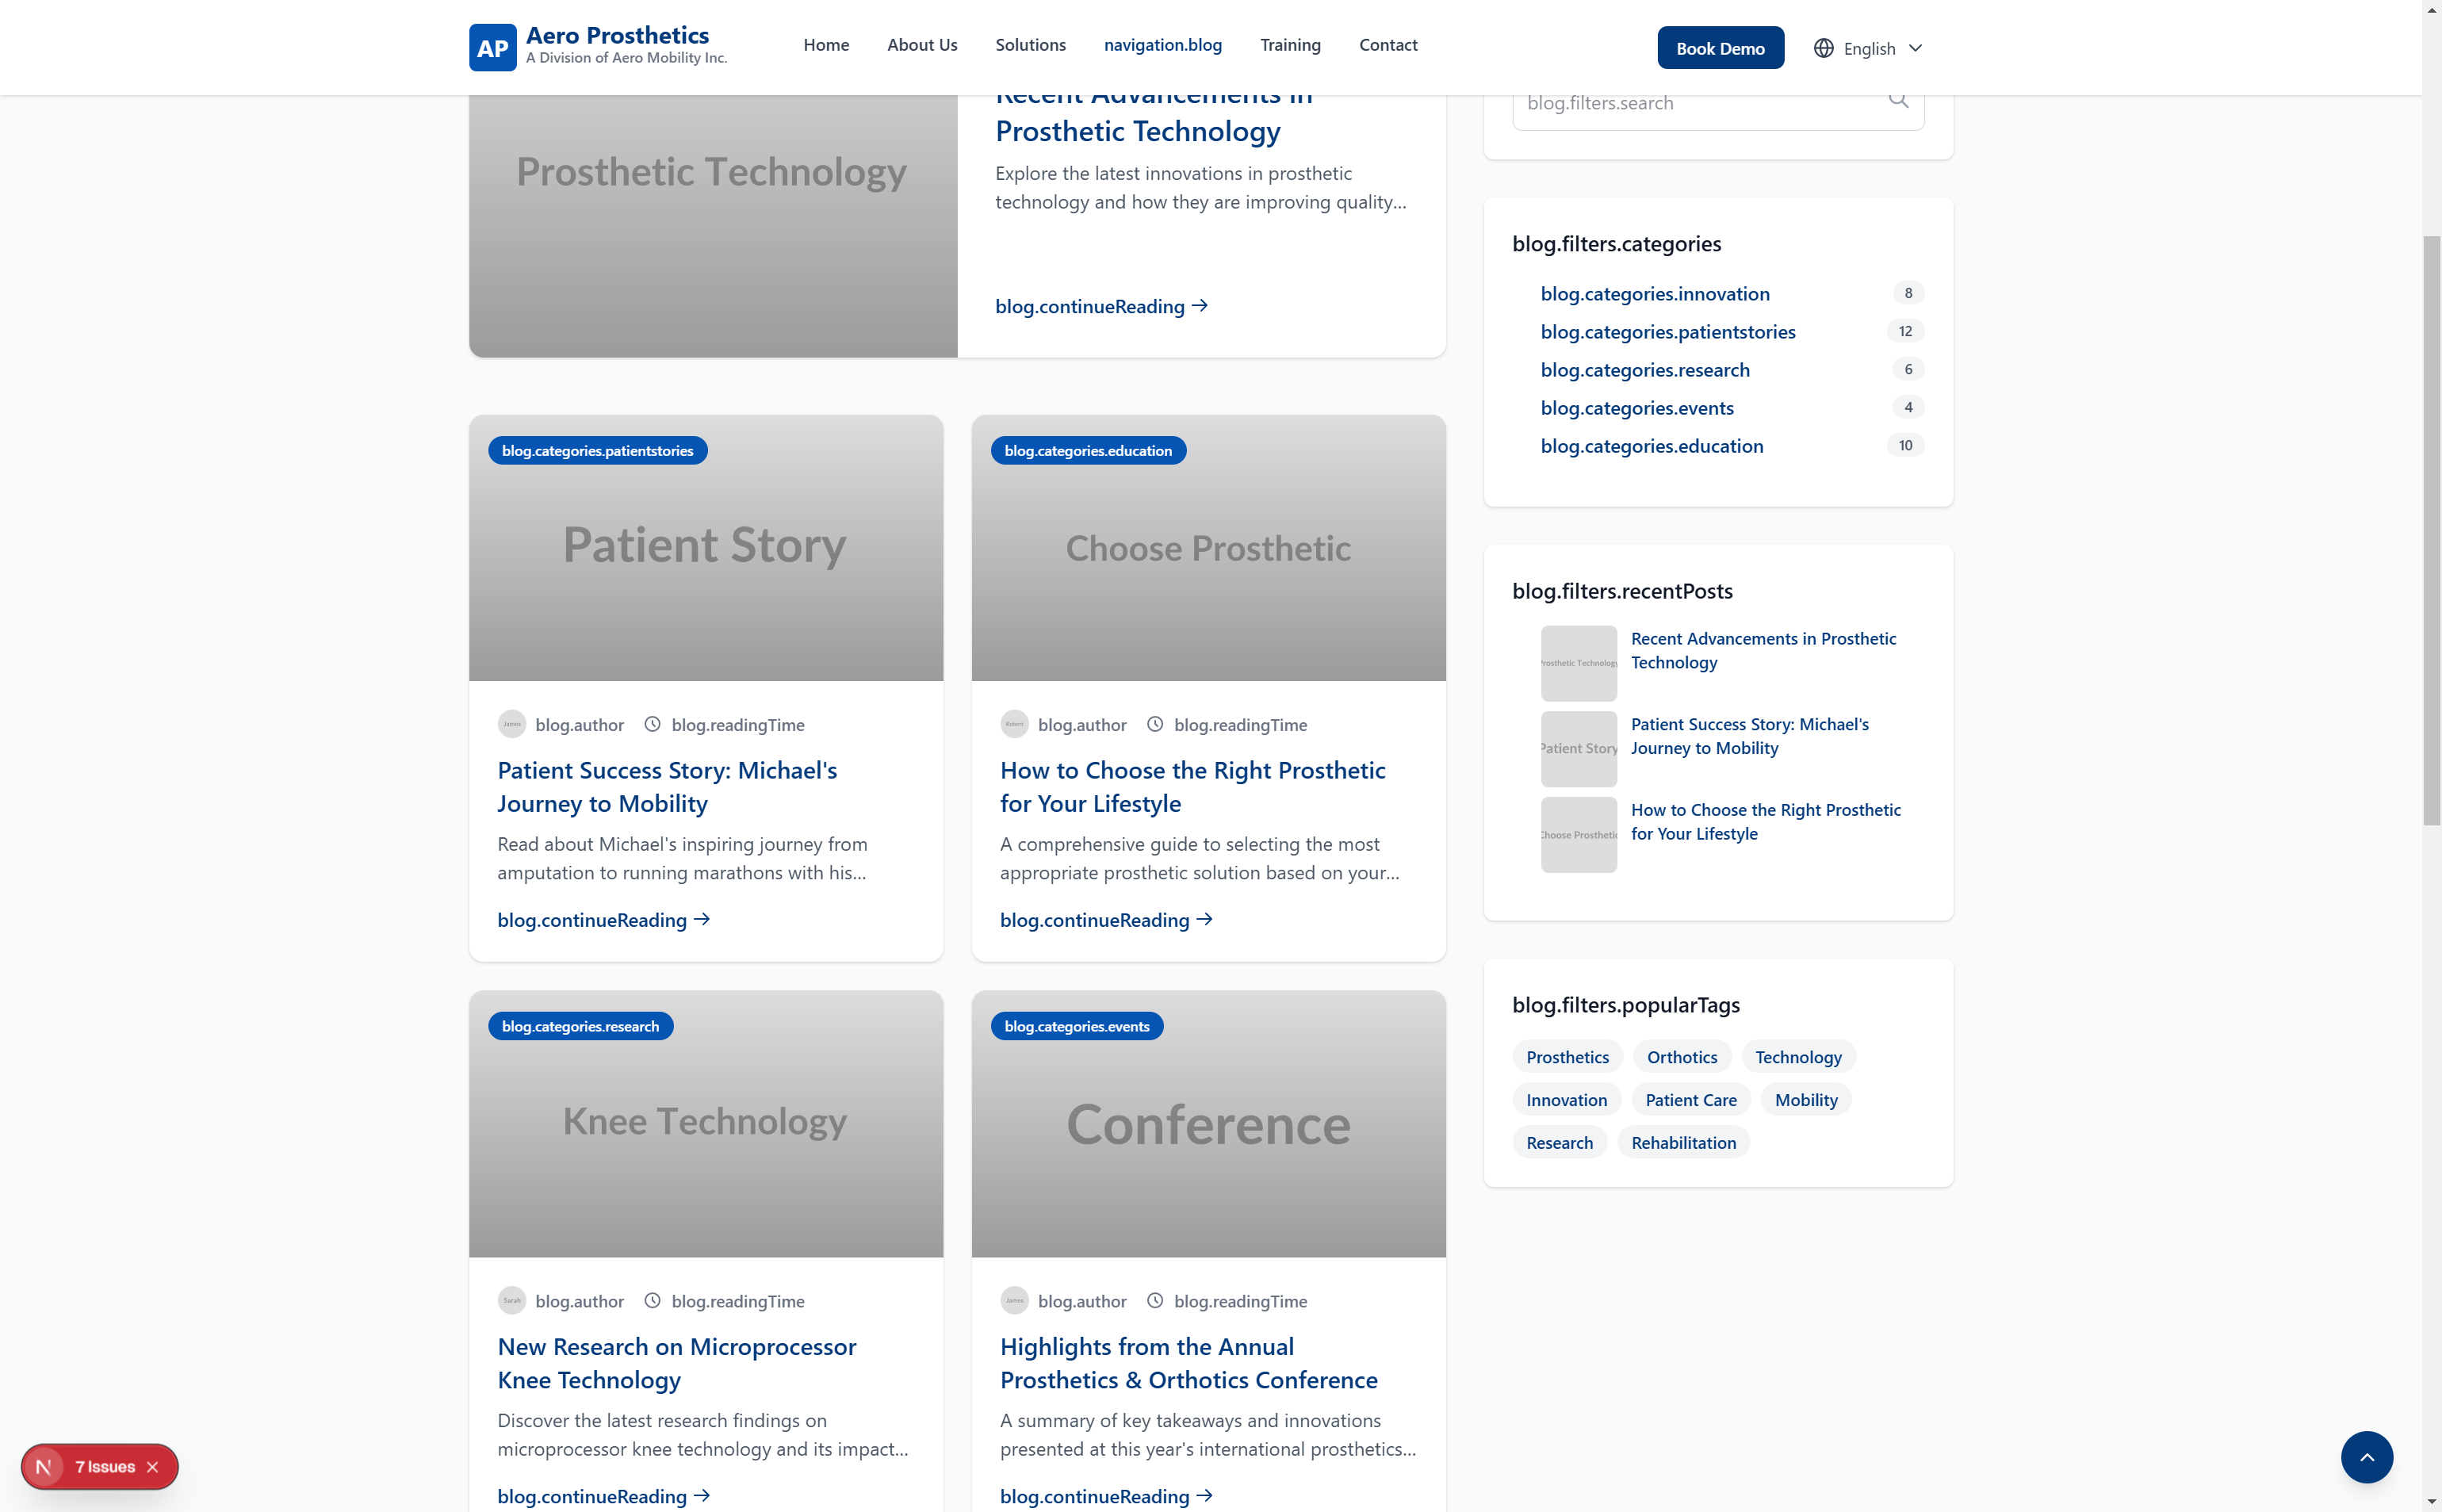 AP
Aero Prosthetics
A Division of Aero Mobility Inc.
Home
About Us
Solutions
navigation.blog
Training
Contact
Book Demo
English
Prosthetic Technology
Recent Advancements in
Prosthetic Technology
Explore the latest innovations in prosthetic
technology and how they are improving quality...
blog.continueReading
blog.categories.patientstories
Patient Story
James
blog.author
blog.readingTime
Patient Success Story: Michael's
Journey to Mobility
Read about Michael's inspiring journey from
amputation to running marathons with his...
blog.continueReading
blog.categories.education
Choose Prosthetic
Robert
blog.author
blog.readingTime
How to Choose the Right Prosthetic
for Your Lifestyle
A comprehensive guide to selecting the most
appropriate prosthetic solution based on your...
blog.continueReading
blog.categories.research
Knee Technology
Sarah
blog.author
blog.readingTime
New Research on Microprocessor
Knee Technology
Discover the latest research findings on
microprocessor knee technology and its impact...
blog.continueReading
blog.categories.events
Conference
James
blog.author
blog.readingTime
Highlights from the Annual
Prosthetics & Orthotics Conference
A summary of key takeaways and innovations
presented at this year's international prosthetics...
blog.continueReading
blog.filters.search
blog.filters.categories
blog.categories.innovation 8
blog.categories.patientstories 12
blog.categories.research 6
blog.categories.events 4
blog.categories.education 10
blog.filters.recentPosts
Prosthetic Technology
Recent Advancements in Prosthetic
Technology
Patient Story
Patient Success Story: Michael's
Journey to Mobility
Choose Prosthetic
How to Choose the Right Prosthetic
for Your Lifestyle
blog.filters.popularTags
Prosthetics
Orthotics
Technology
Innovation
Patient Care
Mobility
Research
Rehabilitation
N
7 Issues